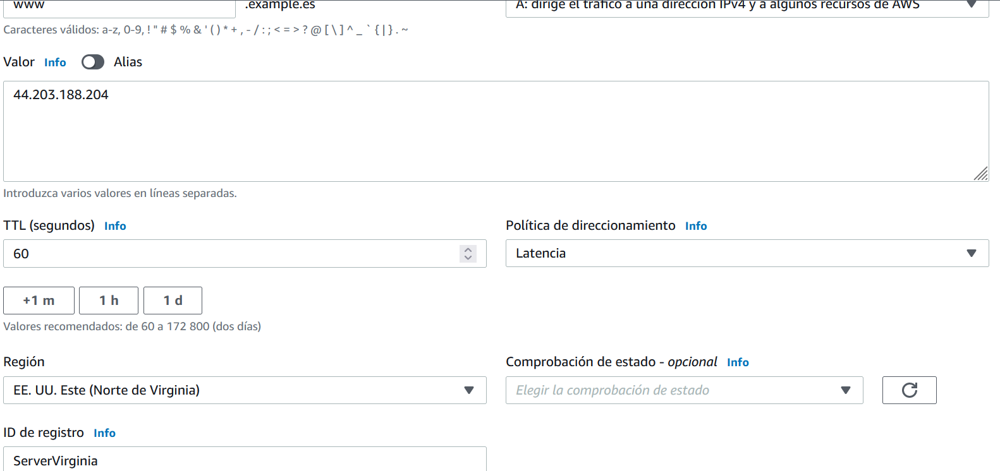 www .example.es A: dirige el tráfico a una dirección IPv4 y a algunos recursos de AWS
Caracteres válidos: a-z, 0-9, ! " # $ % & ' ( ) * + , - / : ; < = > ? @ [ \ ] ^ _ ` { | } . ~
Valor Info Alias
44.203.188.204
Introduzca varios valores en líneas separadas.
TTL (segundos) Info Política de direccionamiento Info
60 Latencia
+1 m 1 h 1 d
Valores recomendados: de 60 a 172 800 (dos días)
Región Comprobación de estado - opcional Info
EE. UU. Este (Norte de Virginia) Elegir la comprobación de estado
ID de registro Info
ServerVirginia